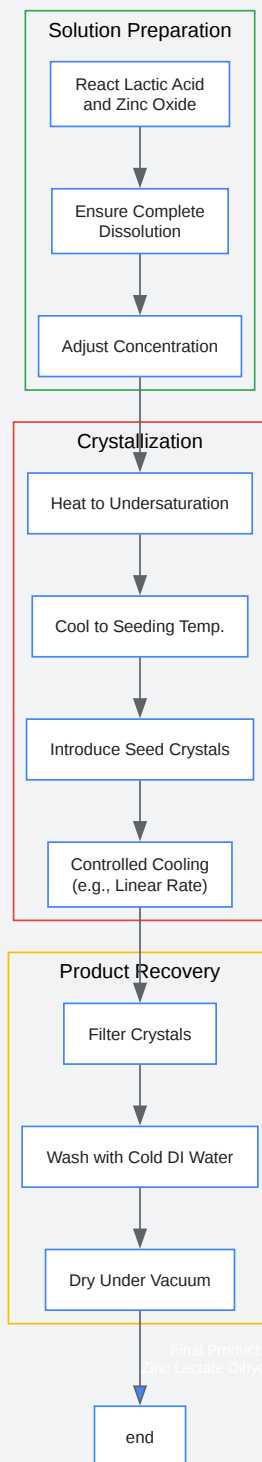 Solution Preparation
React Lactic Acid
and Zinc Oxide
Ensure Complete
Dissolution
Adjust Concentration
Crystallization
Heat to Undersaturation
Cool to Seeding Temp.
Introduce Seed Crystals
Controlled Cooling
(e.g., Linear Rate)
Product Recovery
Filter Crystals
Wash with Cold DI Water
Dry Under Vacuum
Final Product:
Zinc Lactate Dihyd
end